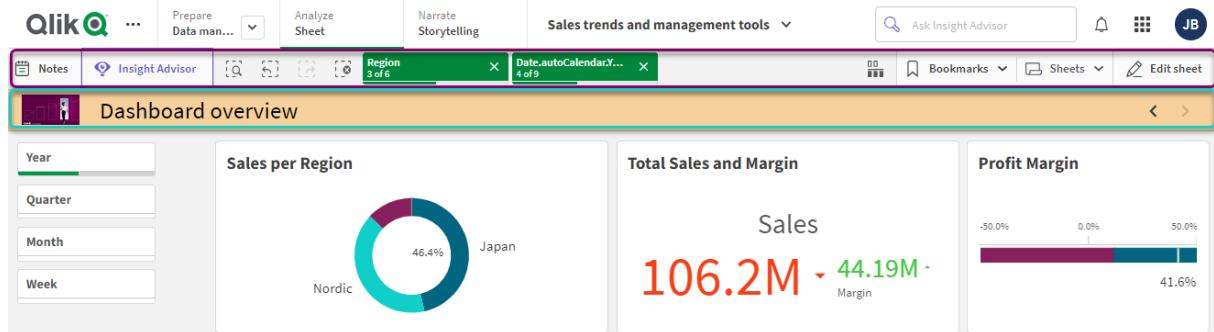 Qlik
...
Prepare
Data man...
Analyze
Sheet
Narrate
Storytelling
Sales trends and management tools
Ask Insight Advisor
JB
Notes
Insight Advisor
Region
3 of 6
Date.autoCalendar.Y...
4 of 9
Bookmarks
Sheets
Edit sheet
Dashboard overview
Year
Quarter
Month
Week
Sales per Region
46.4%
Japan
Nordic
Total Sales and Margin
Sales
106.2M
44.19M
Margin
Profit Margin
-50.0%
0.0%
50.0%
41.6%